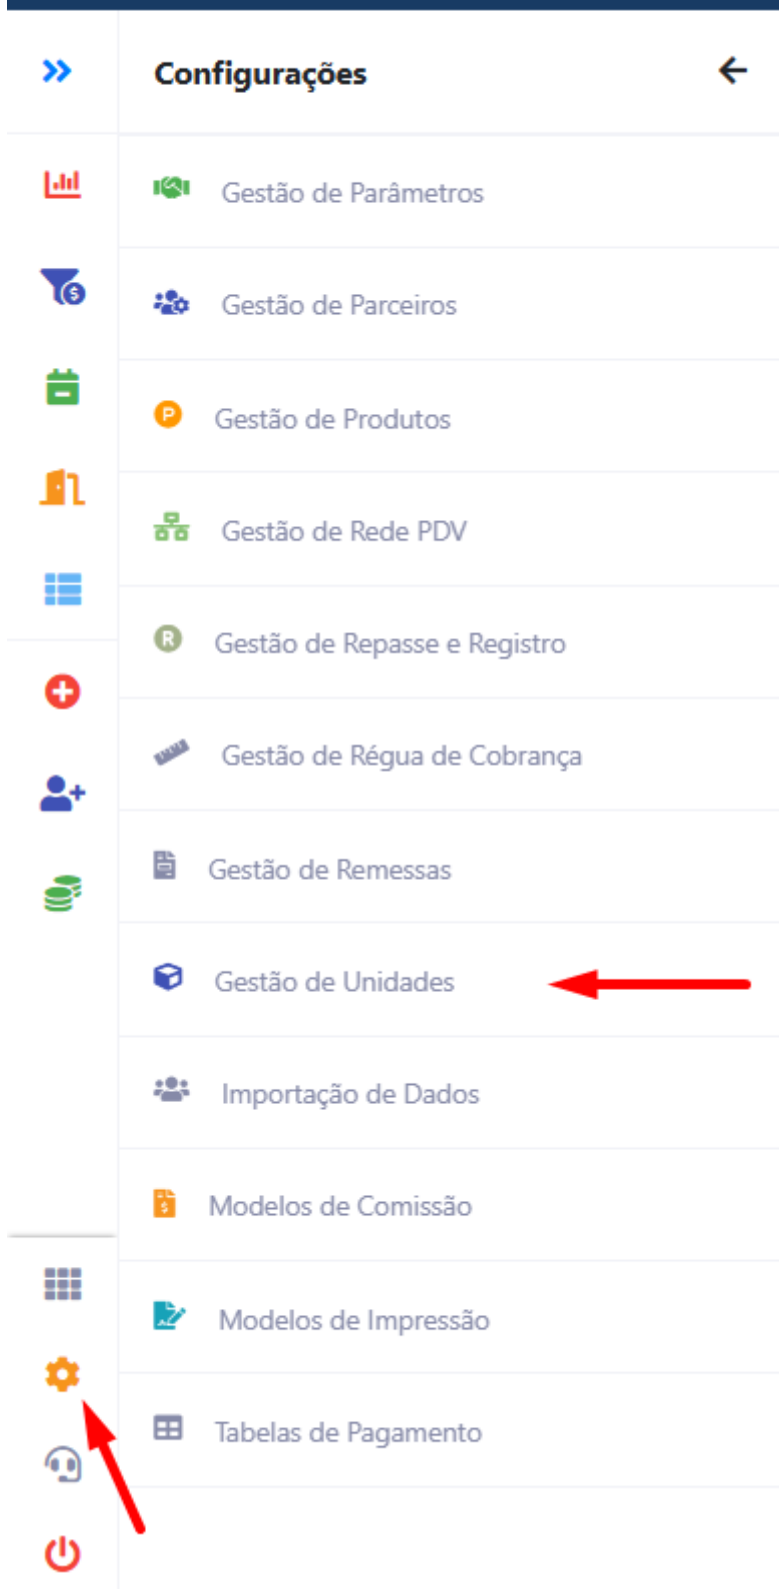 Configurações
Gestão de Parâmetros
Gestão de Parceiros
P
Gestão de Produtos
Gestão de Rede PDV
R
Gestão de Repasse e Registro
Gestão de Régua de Cobrança
Gestão de Remessas
Gestão de Unidades
Importação de Dados
Modelos de Comissão
Modelos de Impressão
Tabelas de Pagamento